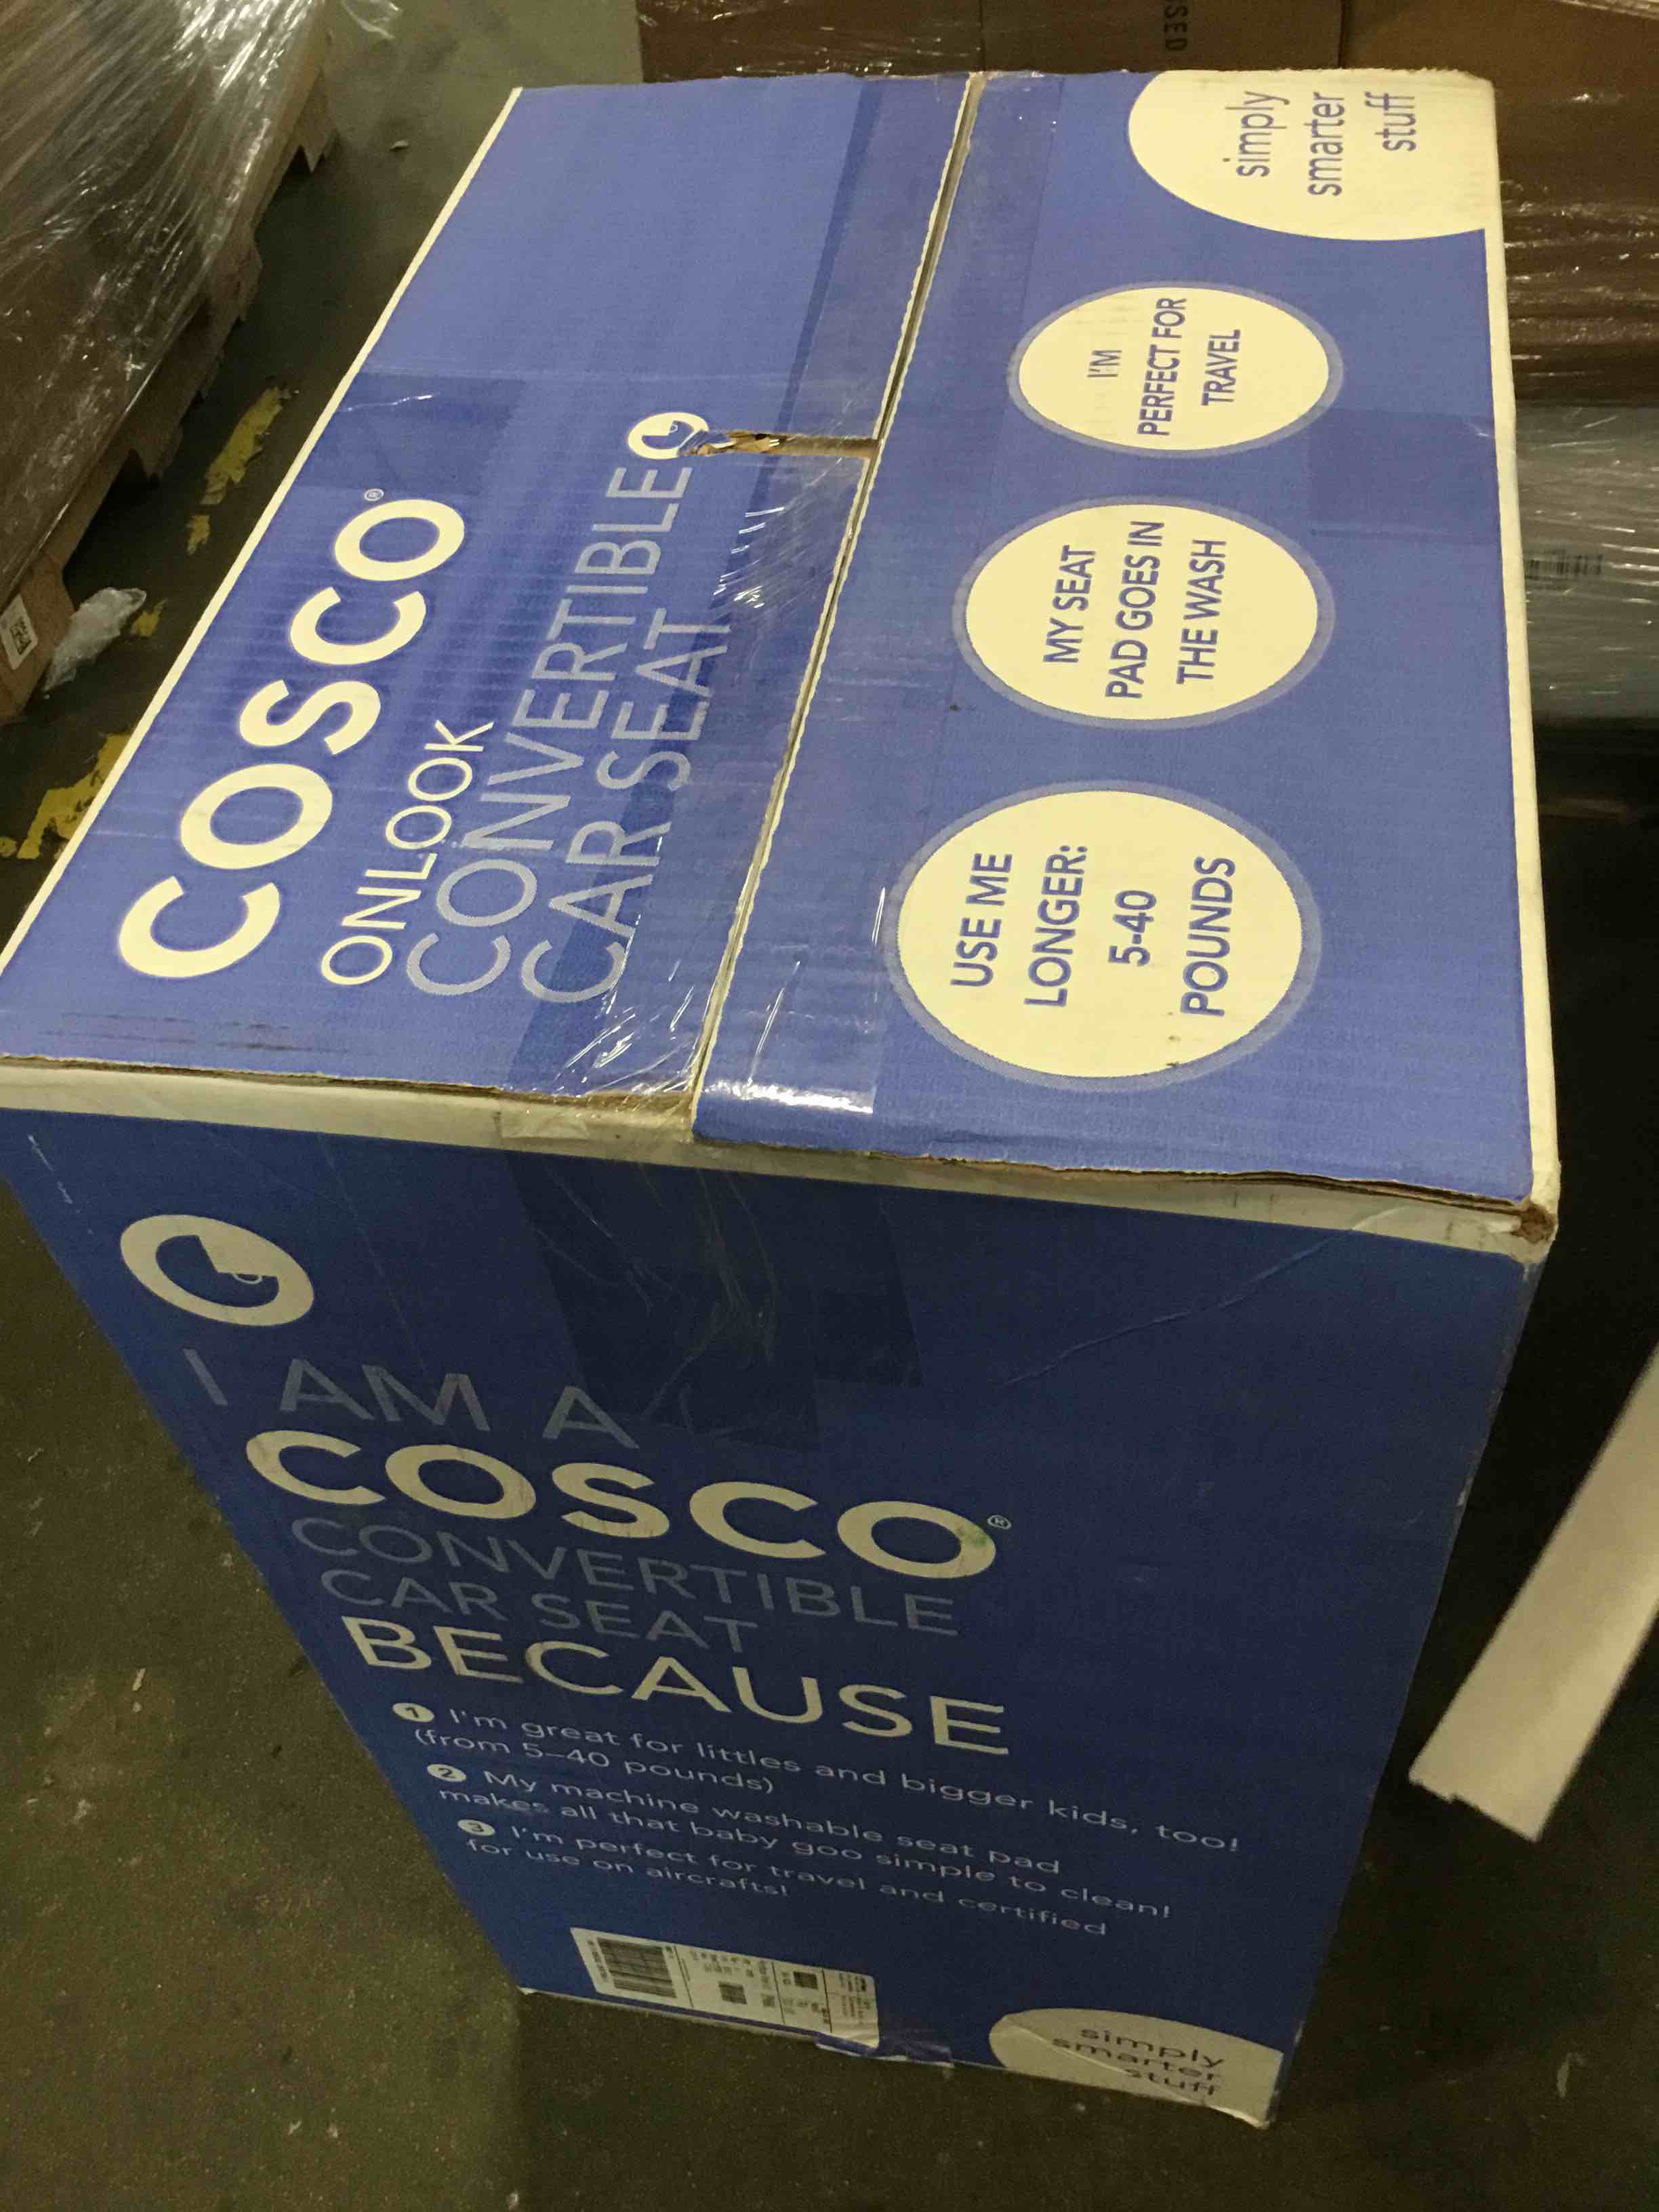 COSCO®
ONLOOK
CONVERTIBLE
CAR SEAT
USE ME
LONGER:
5-40
POUNDS
MY SEAT
PAD GOES IN
THE WASH
I'M
PERFECT FOR
TRAVEL
simply
smarter
stuff
I AM A
COSCO®
CONVERTIBLE
CAR SEAT
BECAUSE
1 I'm great for littles and bigger kids, too!
(from 5–40 pounds)
2 My machine washable seat pad
makes all that baby goo simple to clean!
3 I'm perfect for travel and certified
for use on aircrafts!
simply
smarter
stuff